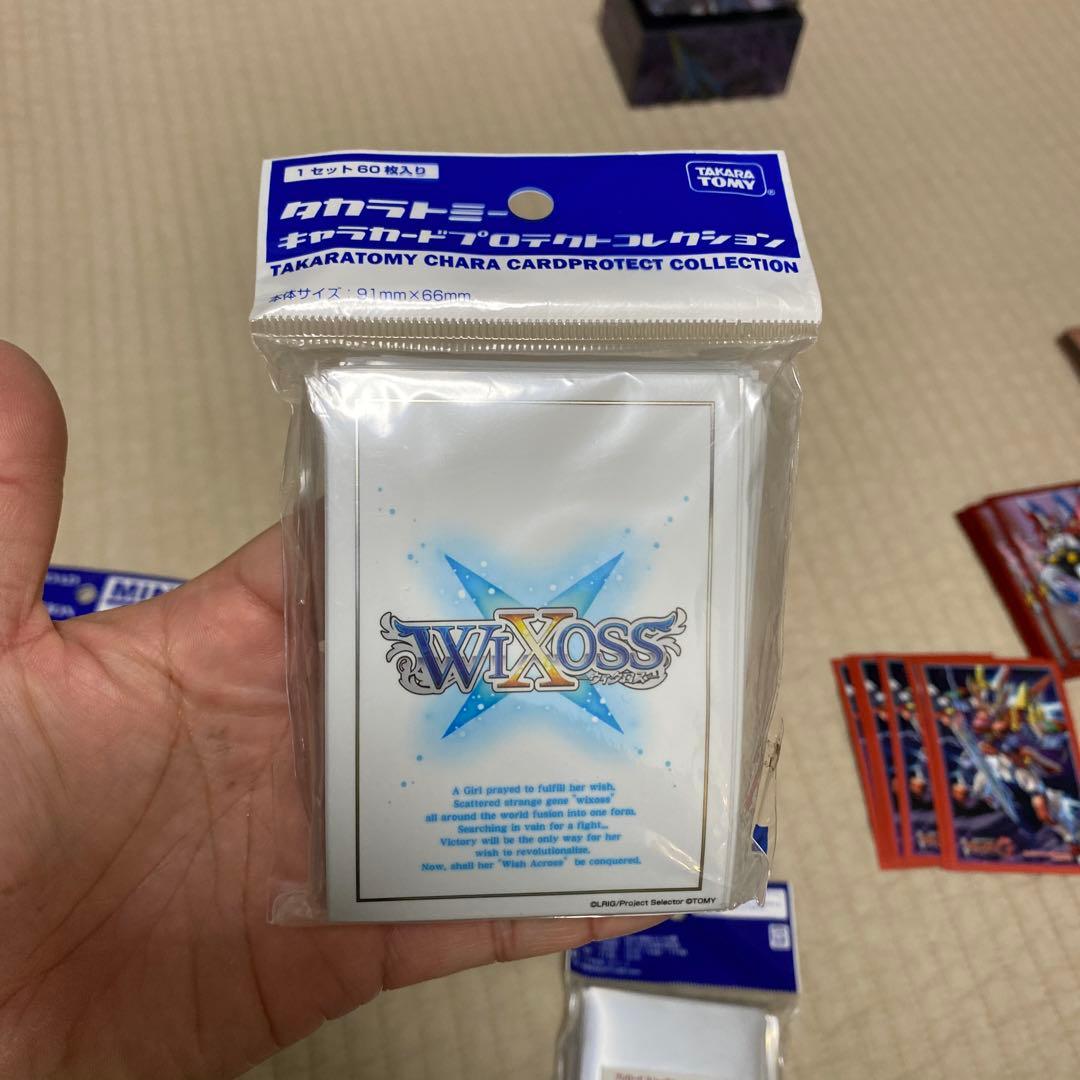 1セット60枚入り
TAKARA
TOMY
タカラトミー
キャラカードプロテクトコレクション
TAKARATOMY CHARA CARDPROTECT COLLECTION
本体サイズ：91mm×66mm
WIXOSS
ウィクロス
A Girl prayed to fulfill her wish.
Scattered strange gene "wixoss"
all around the world fusion into one form.
Searching in vain for a fight...
Victory will be the only way for her
wish to revolutionalize.
Now, shall her "Wish Across" be conquered.
©LRIG/Project Selector ©TOMY